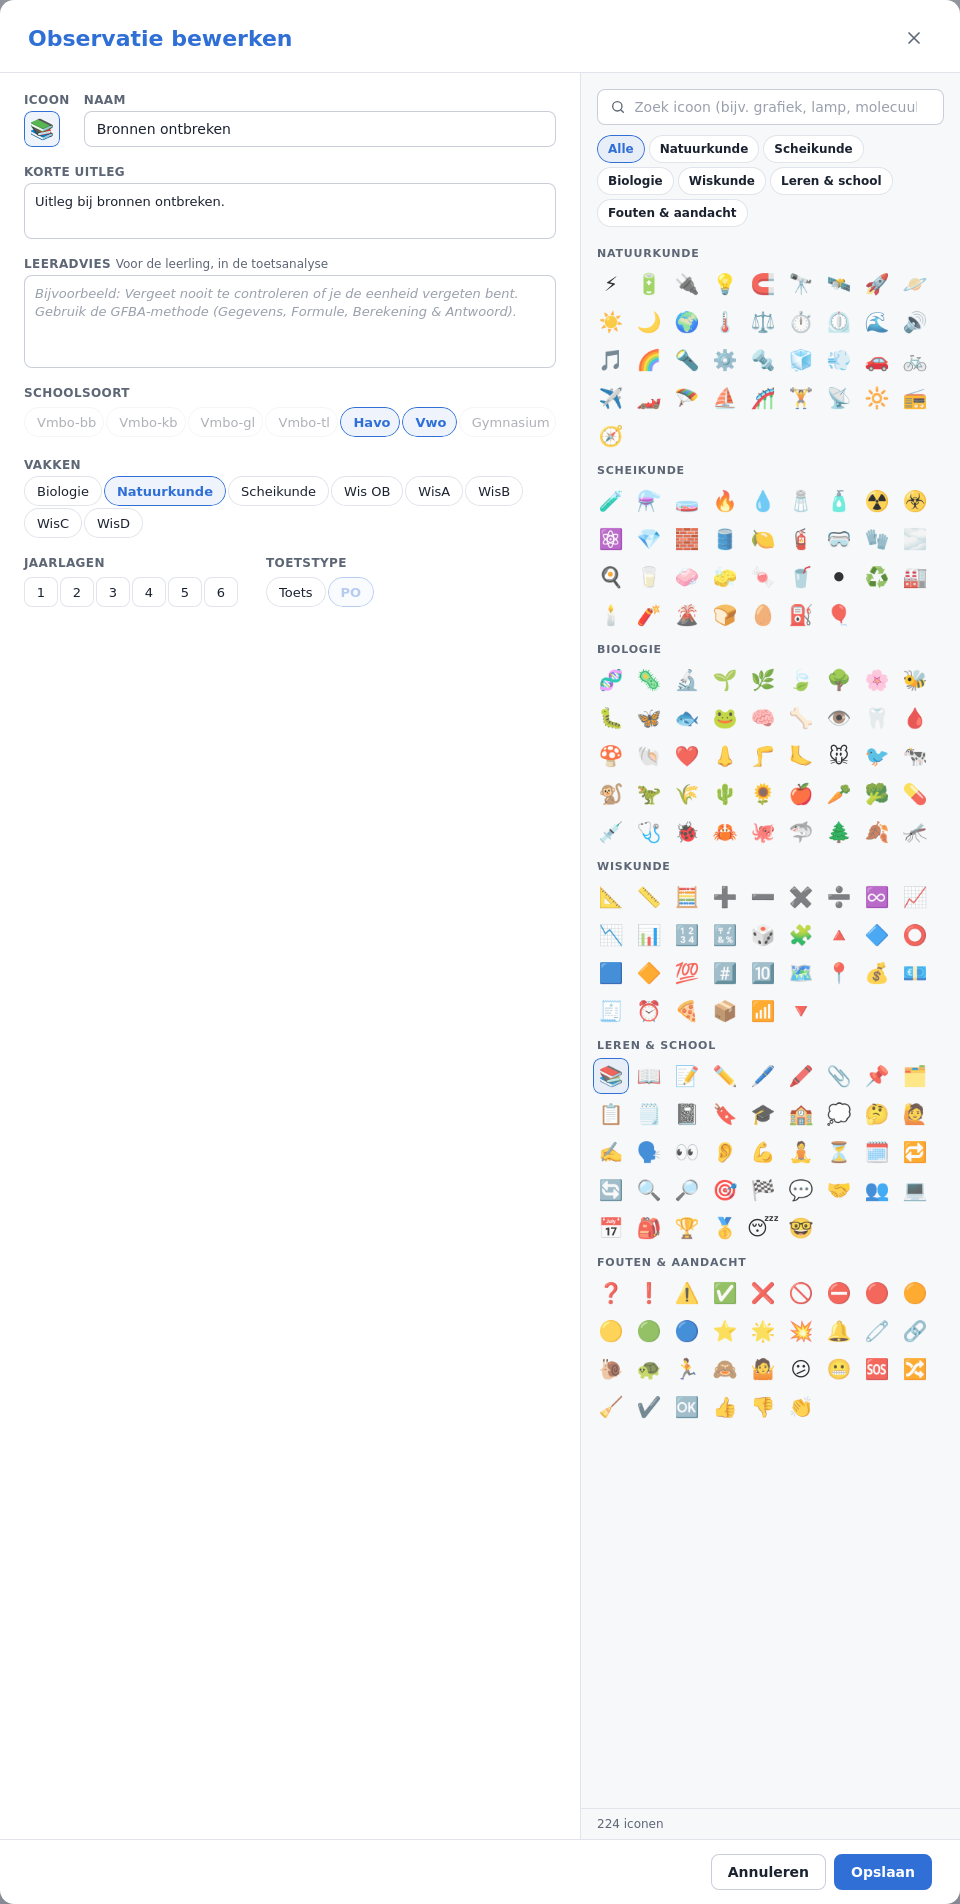 Observatie bewerken
ICOON
NAAM
Bronnen ontbreken
KORTE UITLEG
Uitleg bij bronnen ontbreken.
LEERADVIES Voor de leerling, in de toetsanalyse
Bijvoorbeeld: Vergeet nooit te controleren of je de eenheid vergeten bent.
Gebruik de GFBA-methode (Gegevens, Formule, Berekening & Antwoord).
SCHOOLSOORT
Vmbo-bb Vmbo-kb Vmbo-gl Vmbo-tl Havo Vwo Gymnasium
VAKKEN
Biologie Natuurkunde Scheikunde Wis OB WisA WisB
WisC WisD
JAARLAGEN
1 2 3 4 5 6
TOETSTYPE
Toets PO
Zoek icoon (bijv. grafiek, lamp, molecuul
Alle Natuurkunde Scheikunde
Biologie Wiskunde Leren & school
Fouten & aandacht
NATUURKUNDE
SCHEIKUNDE
BIOLOGIE
WISKUNDE
LEREN & SCHOOL
FOUTEN & AANDACHT
224 iconen
Annuleren Opslaan